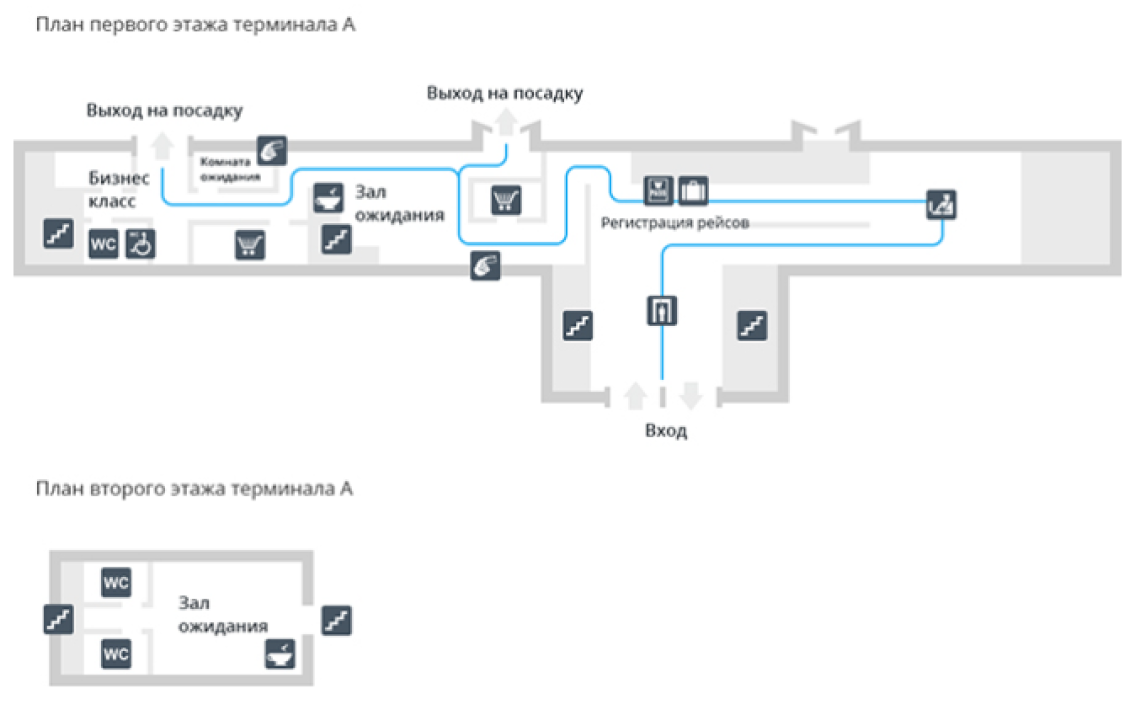 План первого этажа терминала А
Выход на посадку
Выход на посадку
Комната
ожидания
Бизнес
класс
Зал
ожидания
WC
Регистрация рейсов
Вход
План второго этажа терминала А
WC
Зал
ожидания
WC